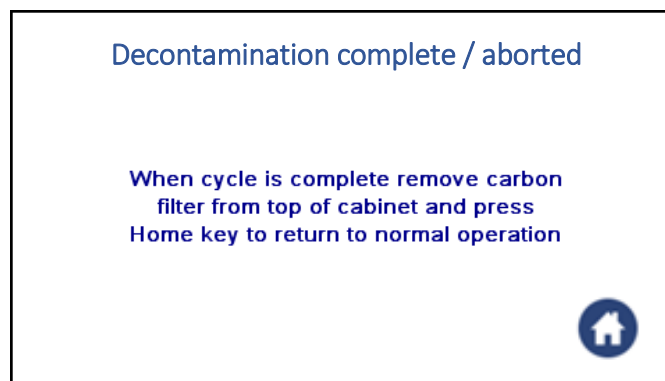 Decontamination complete / aborted
When cycle is complete remove carbon
filter from top of cabinet and press
Home key to return to normal operation